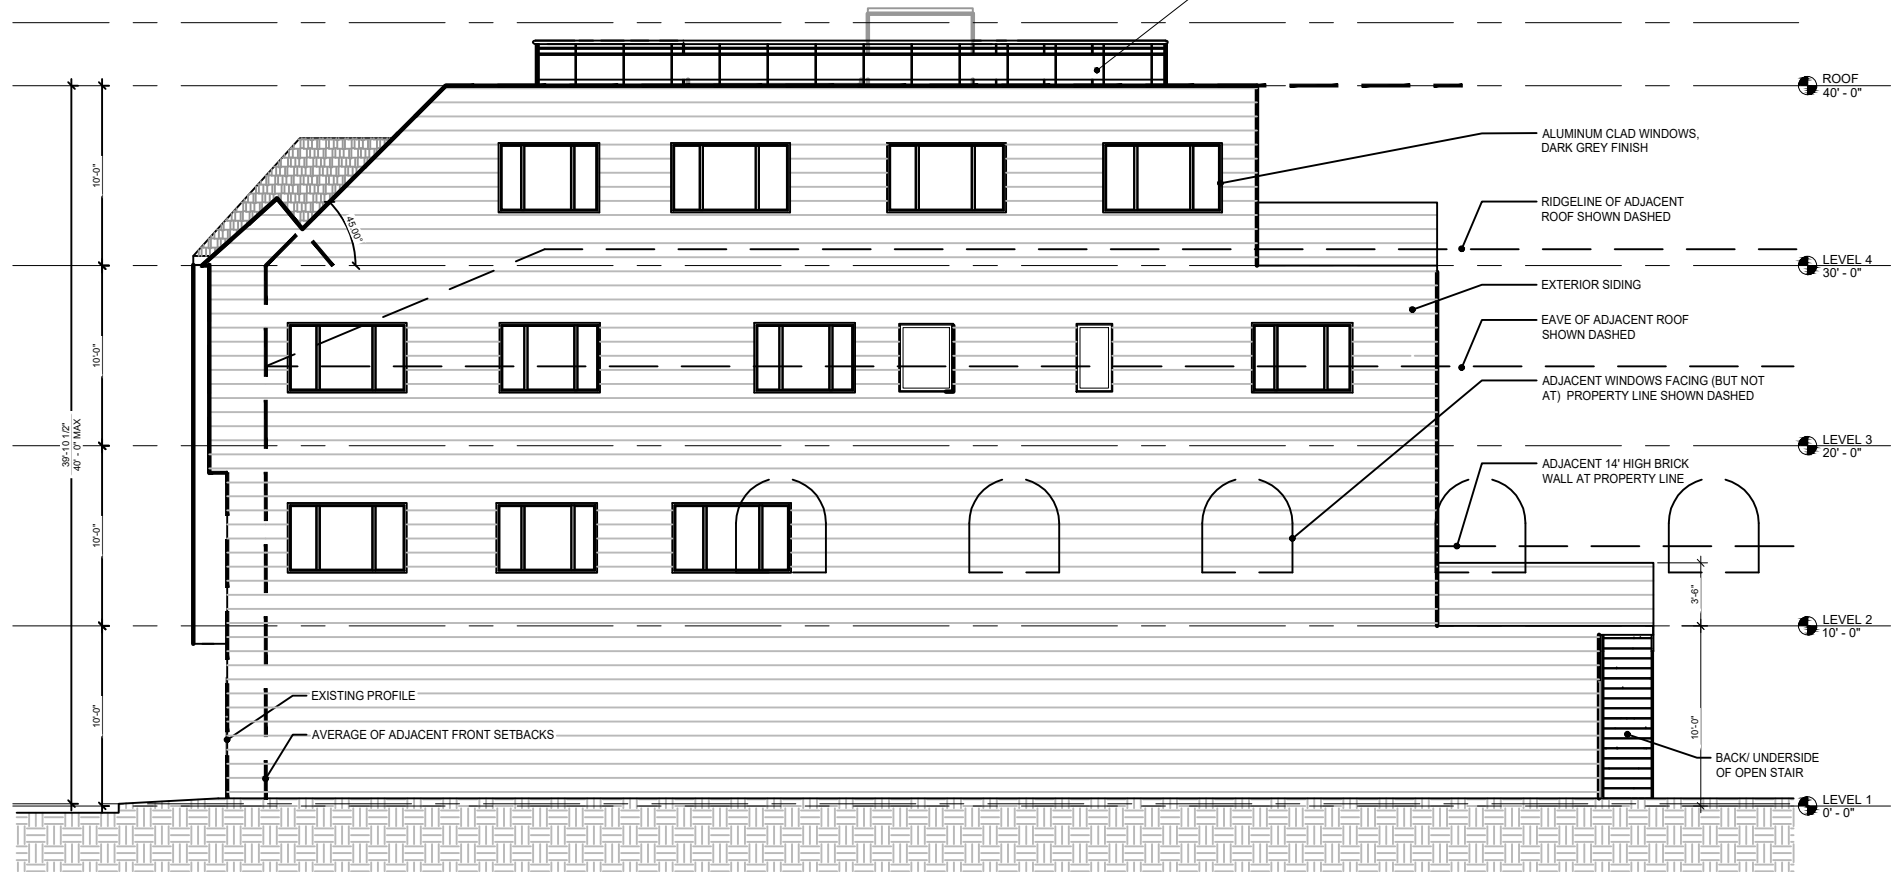 ROOF
40' - 0"
ALUMINUM CLAD WINDOWS,
DARK GREY FINISH
RIDGELINE OF ADJACENT
ROOF SHOWN DASHED
LEVEL 4
30' - 0"
EXTERIOR SIDING
EAVE OF ADJACENT ROOF
SHOWN DASHED
ADJACENT WINDOWS FACING (BUT NOT
AT) PROPERTY LINE SHOWN DASHED
LEVEL 3
20' - 0"
ADJACENT 14' HIGH BRICK
WALL AT PROPERTY LINE
LEVEL 2
10' - 0"
BACK/ UNDERSIDE
OF OPEN STAIR
LEVEL 1
0' - 0"
EXISTING PROFILE
AVERAGE OF ADJACENT FRONT SETBACKS
45.00°
10'-0"
10'-0"
10'-0"
10'-0"
39'-10 1/2"
40' - 0" MAX
3'-6"
10'-0"